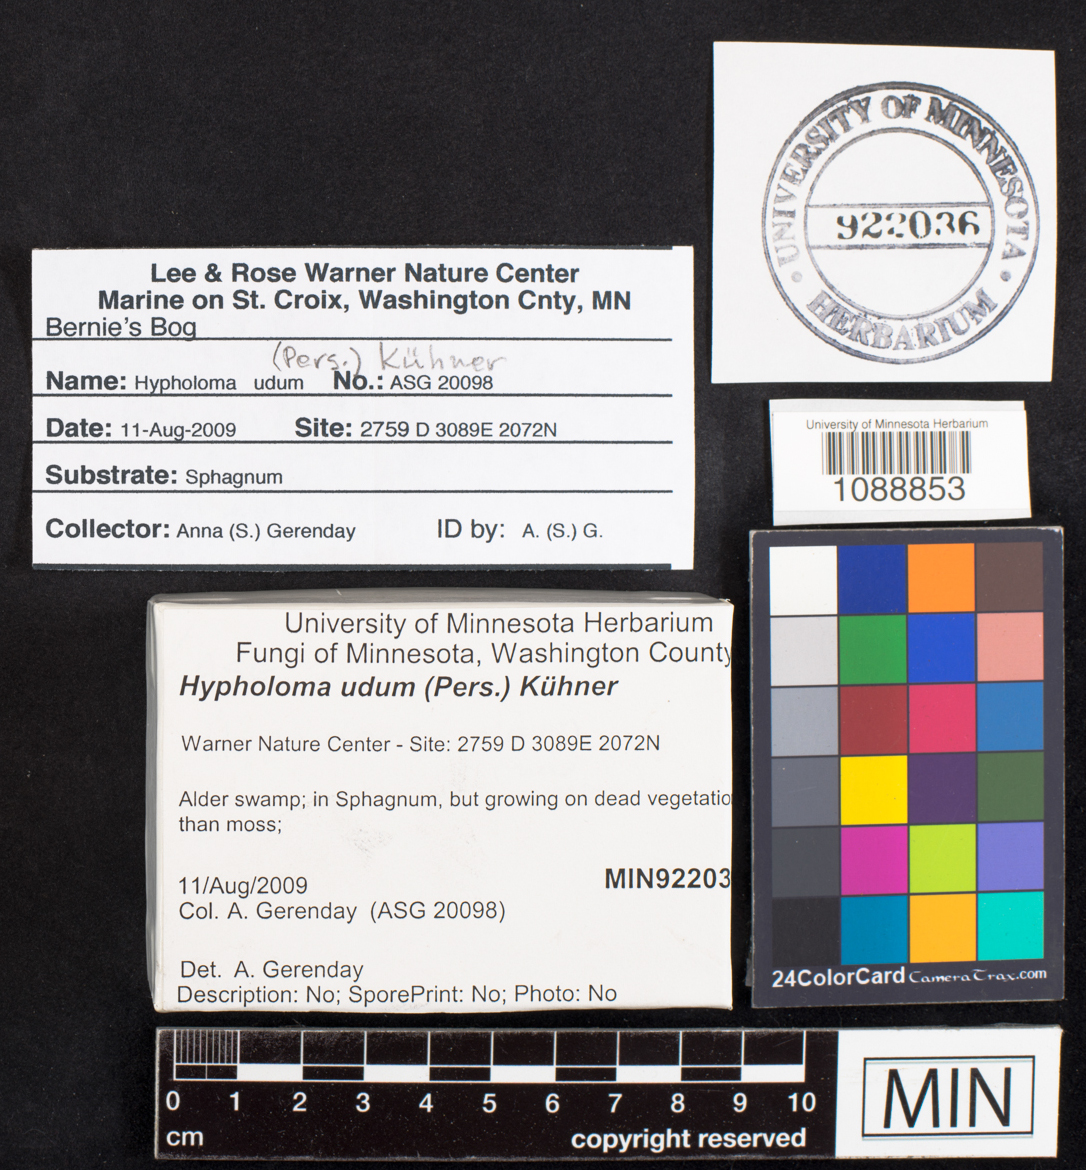 UNIVERSITY OF MINNESOTA
922036
• HERBARIUM •
Lee & Rose Warner Nature Center
Marine on St. Croix, Washington Cnty, MN
Bernie's Bog
(Pers.) Kühner
Name: Hypholoma udum No.: ASG 20098
Date: 11-Aug-2009 Site: 2759 D 3089E 2072N
Substrate: Sphagnum
Collector: Anna (S.) Gerenday ID by: A. (S.) G.
University of Minnesota Herbarium
1088853
University of Minnesota Herbarium
Fungi of Minnesota, Washington County
Hypholoma udum (Pers.) Kühner
Warner Nature Center - Site: 2759 D 3089E 2072N
Alder swamp; in Sphagnum, but growing on dead vegetatio
than moss;
11/Aug/2009 MIN92203
Col. A. Gerenday (ASG 20098)
Det. A. Gerenday
Description: No; SporePrint: No; Photo: No
24ColorCard CameraTrax.com
0 1 2 3 4 5 6 7 8 9 10
cm copyright reserved
MIN